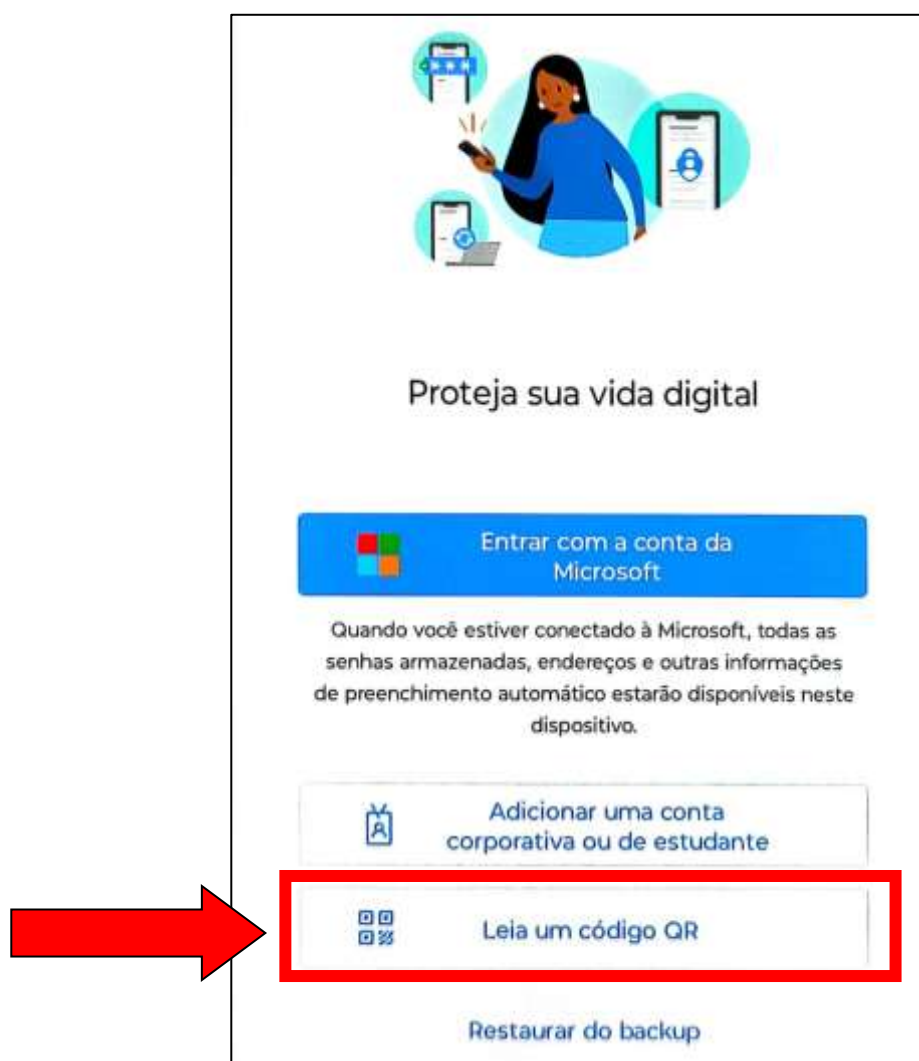 Proteja sua vida digital
Entrar com a conta da
Microsoft
Quando você estiver conectado à Microsoft, todas as
senhas armazenadas, endereços e outras informações
de preenchimento automático estarão disponíveis neste
dispositivo.
Adicionar uma conta
corporativa ou de estudante
Leia um código QR
Restaurar do backup